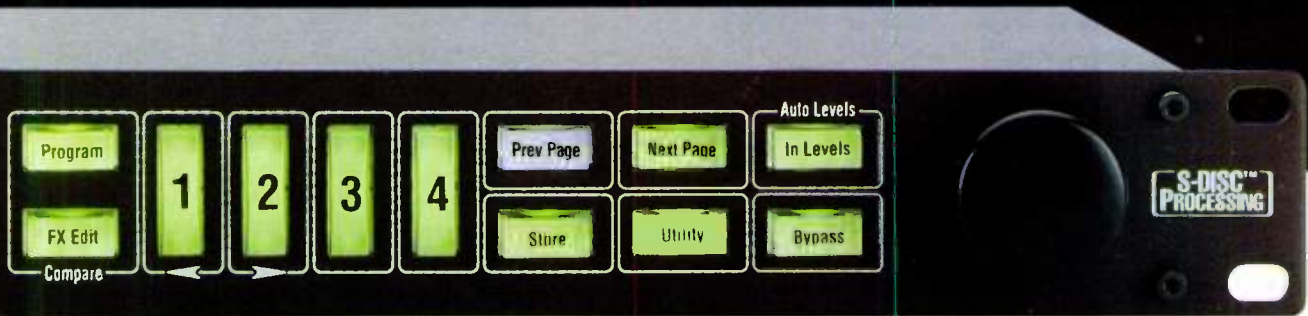 Auto Levels
Program
1
2
3
4
Prev Page
Next Page
In Levels
S-DISC™
PROCESSING
FX Edit
Store
Utility
Bypass
Compare